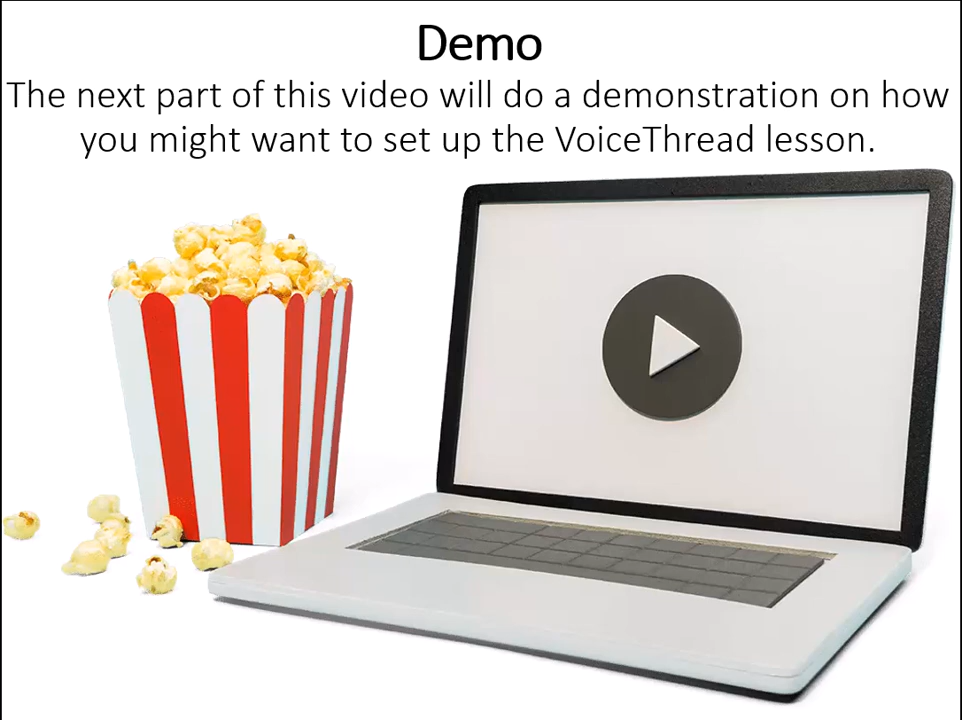 Demo
The next part of this video will do a demonstration on how
you might want to set up the VoiceThread lesson.